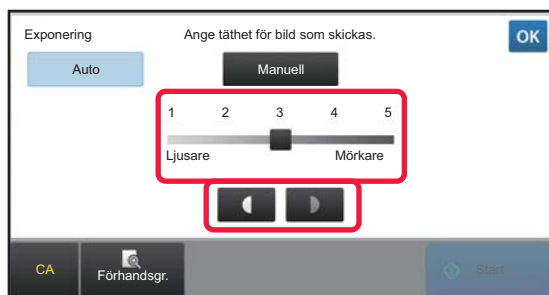 Exponering
Ange täthet för bild som skickas.
OK
Auto
Manuell
1 2 3 4 5
Ljusare Mörkare
CA
Förhandsgr.
Start